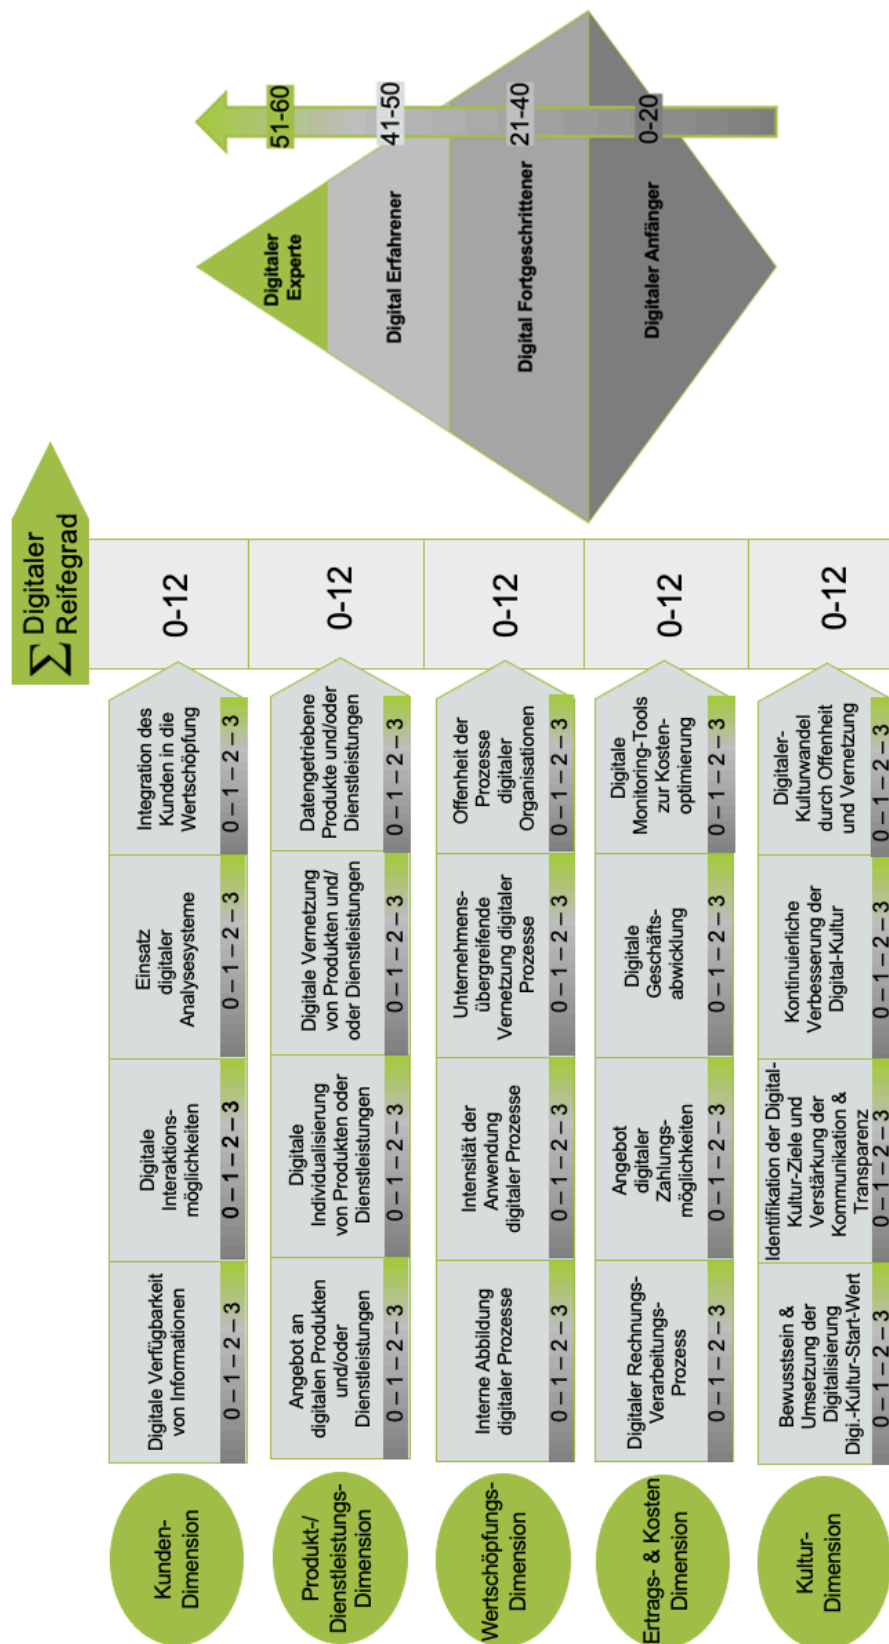 Σ Digitaler
Reifegrad
Kunden-
Dimension
Digitale Verfügbarkeit
von Informationen
0 – 1 – 2 – 3
Digitale
Interaktions-
möglichkeiten
0 – 1 – 2 – 3
Einsatz
digitaler
Analysesysteme
0 – 1 – 2 – 3
Integration des
Kunden in die
Wertschöpfung
0 – 1 – 2 – 3
0-12
Produkt-/
Dienstleistungs-
Dimension
Angebot an
digitalen Produkten
und/oder
Dienstleistungen
0 – 1 – 2 – 3
Digitale
Individualisierung
von Produkten oder
Dienstleistungen
0 – 1 – 2 – 3
Digitale Vernetzung
von Produkten und/
oder Dienstleistungen
0 – 1 – 2 – 3
Datengetriebene
Produkte und/oder
Dienstleistungen
0 – 1 – 2 – 3
0-12
Wertschöpfungs-
Dimension
Interne Abbildung
digitaler Prozesse
0 – 1 – 2 – 3
Intensität der
Anwendung
digitaler Prozesse
0 – 1 – 2 – 3
Unternehmens-
übergreifende
Vernetzung digitaler
Prozesse
0 – 1 – 2 – 3
Offenheit der
Prozesse
digitaler
Organisationen
0 – 1 – 2 – 3
0-12
Ertrags- & Kosten
Dimension
Digitaler Rechnungs-
Verarbeitungs-
Prozess
0 – 1 – 2 – 3
Angebot
digitaler
Zahlungs-
möglichkeiten
0 – 1 – 2 – 3
Digitale
Geschäfts-
abwicklung
0 – 1 – 2 – 3
Digitale
Monitoring-Tools
zur Kosten-
optimierung
0 – 1 – 2 – 3
0-12
Kultur-
Dimension
Bewusstsein &
Umsetzung der
Digitalisierung
Digi.-Kultur-Start-Wert
0 – 1 – 2 – 3
Identifikation der Digital-
Kultur-Ziele und
Verstärkung der
Kommunikation &
Transparenz
0 – 1 – 2 – 3
Kontinuierliche
Verbesserung der
Digital-Kultur
0 – 1 – 2 – 3
Digitaler-
Kulturwandel
durch Offenheit
und Vernetzung
0 – 1 – 2 – 3
0-12
Digitaler
Experte
51-60
Digital Erfahrener
41-50
Digital Fortgeschrittener
21-40
Digitaler Anfänger
0-20